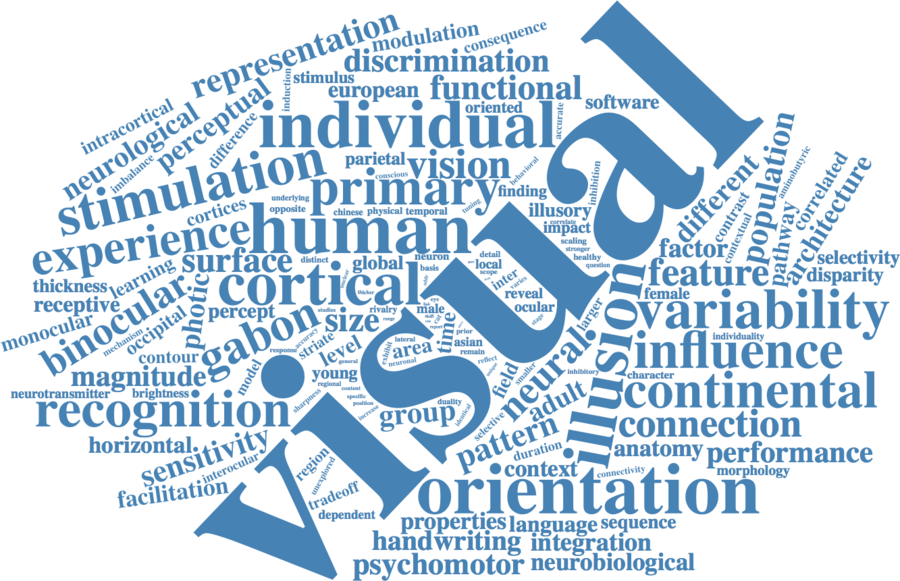 visual
consequence
modulation
representation
discrimination
stimulus
induction
european
functional
oriented
software
accurate
intracortical
neurological
perceptual
difference
imbalance
individual
parietal
vision
conscious
behavioral
stimulation
primary
finding
inhibition
tuning
underlying
opposite
chinese
physical
temporal
illusory
correlate
impact
cortices
experience
human
scaling
stronger
healthy
question
different
contrast
contextual
population
aminobutyric
pathway
correlated
architecture
factor
feature
female
selectivity
disparity
surface
distinct
global
neuron
basis
detail
local
scope
thickness
learning
receptive
binocular
photic
cortical
percept
thicker
inter
varies
reveal
ocular
stage
larger
illusion
variability
individuality
monocular
mechanism
occipital
gabon
size
studies
rivalry
range
eye
male
report
prior
time
asian
remain
accuracy
striate
response
contour
magnitude
model
level
general
young
regional
lateral
exhibit
area
neuronal
reflect
unique
neural
influence
neurotransmitter
brightness
sharpness
content
specific
position
increase
field
smaller
inhibitory
character
continental
recognition
group
duality
identical
selective
adult
connection
horizontal
sensitivity
interocular
facilitation
region
unexplored
tradeoff
dependent
pattern
duration
context
connectivity
anatomy
performance
morphology
orientation
properties
language
sequence
handwriting
integration
psychomotor
neurobiological